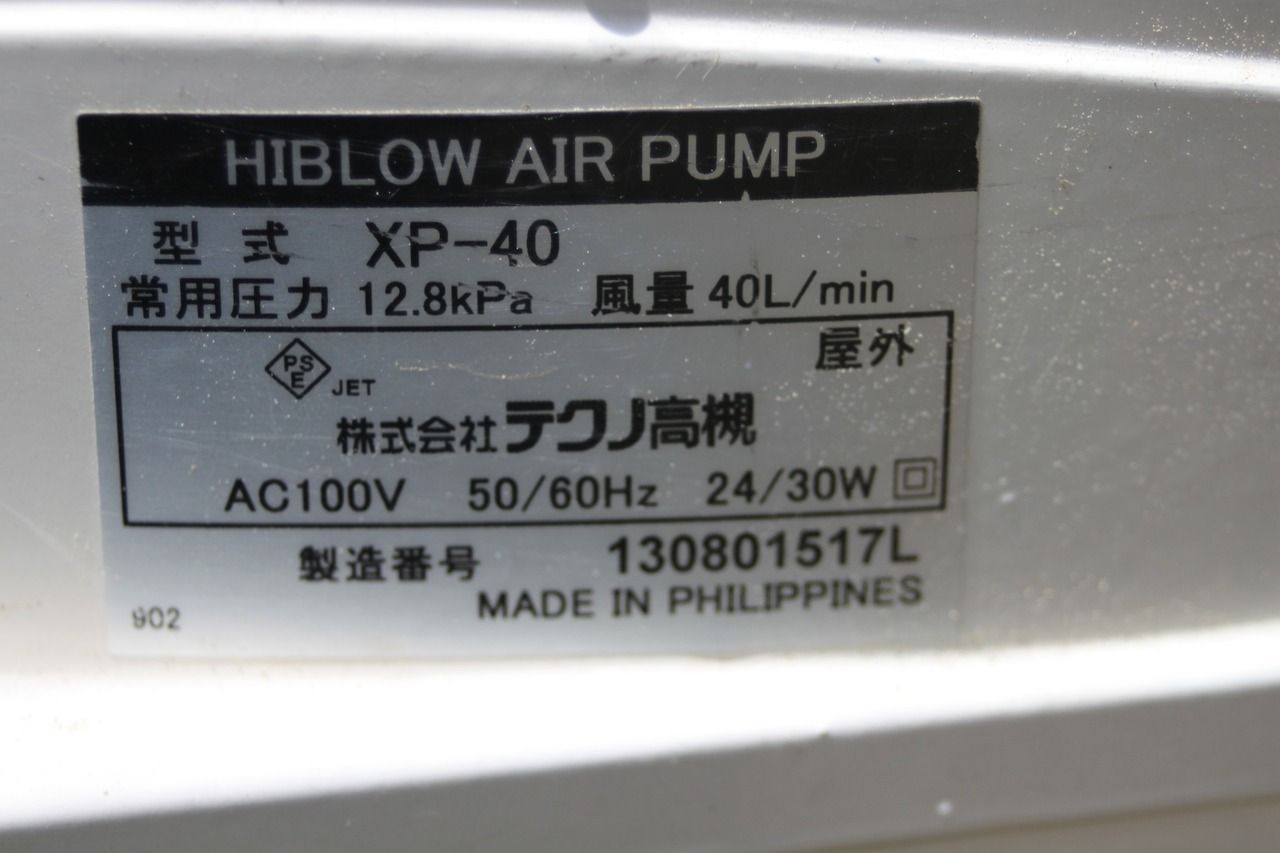 HIBLOW AIR PUMP
型式 XP-40
常用圧力 12.8kPa 風量 40L/min
屋外
PSE JET
株式会社テクノ高槻
AC100V 50/60Hz 24/30W
製造番号 130801517L
MADE IN PHILIPPINES
902